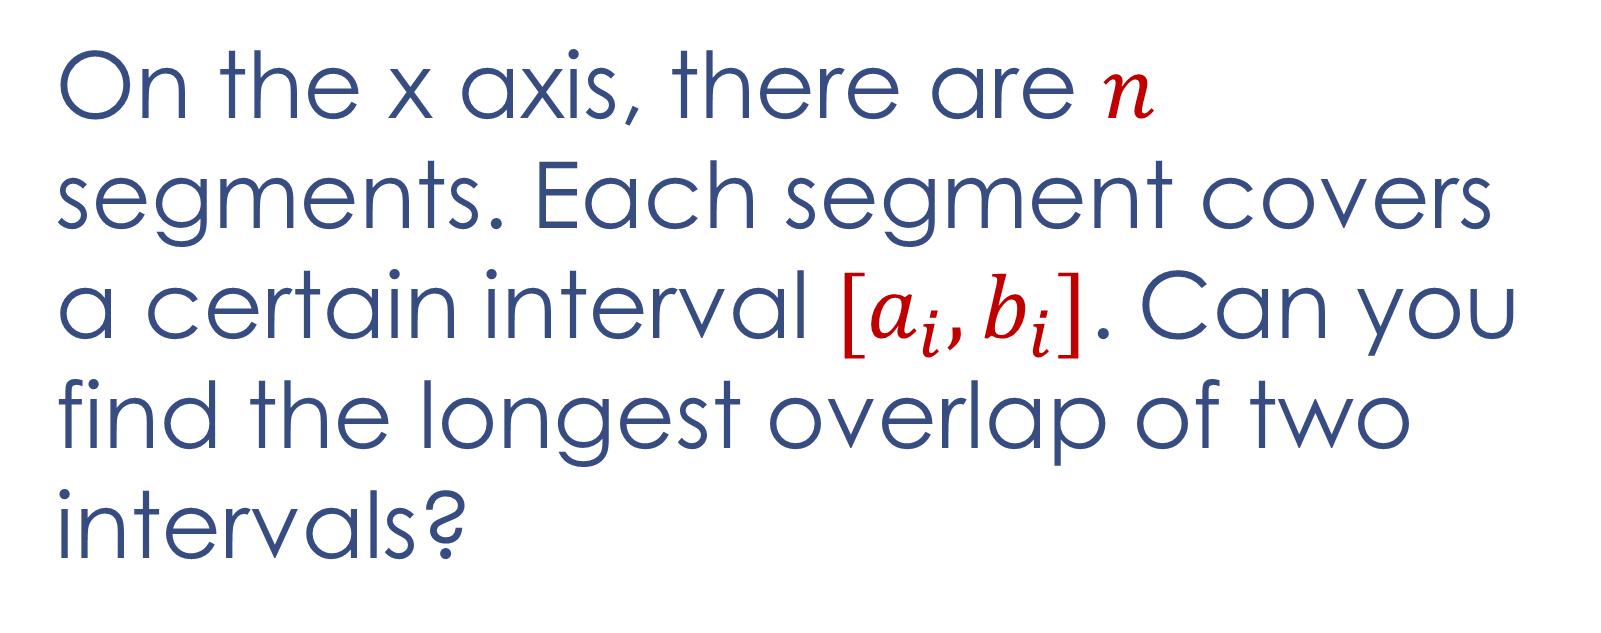 On the x axis, there are n
segments. Each segment covers
a certain interval [aᵢ, bᵢ]. Can you
find the longest overlap of two
intervals?